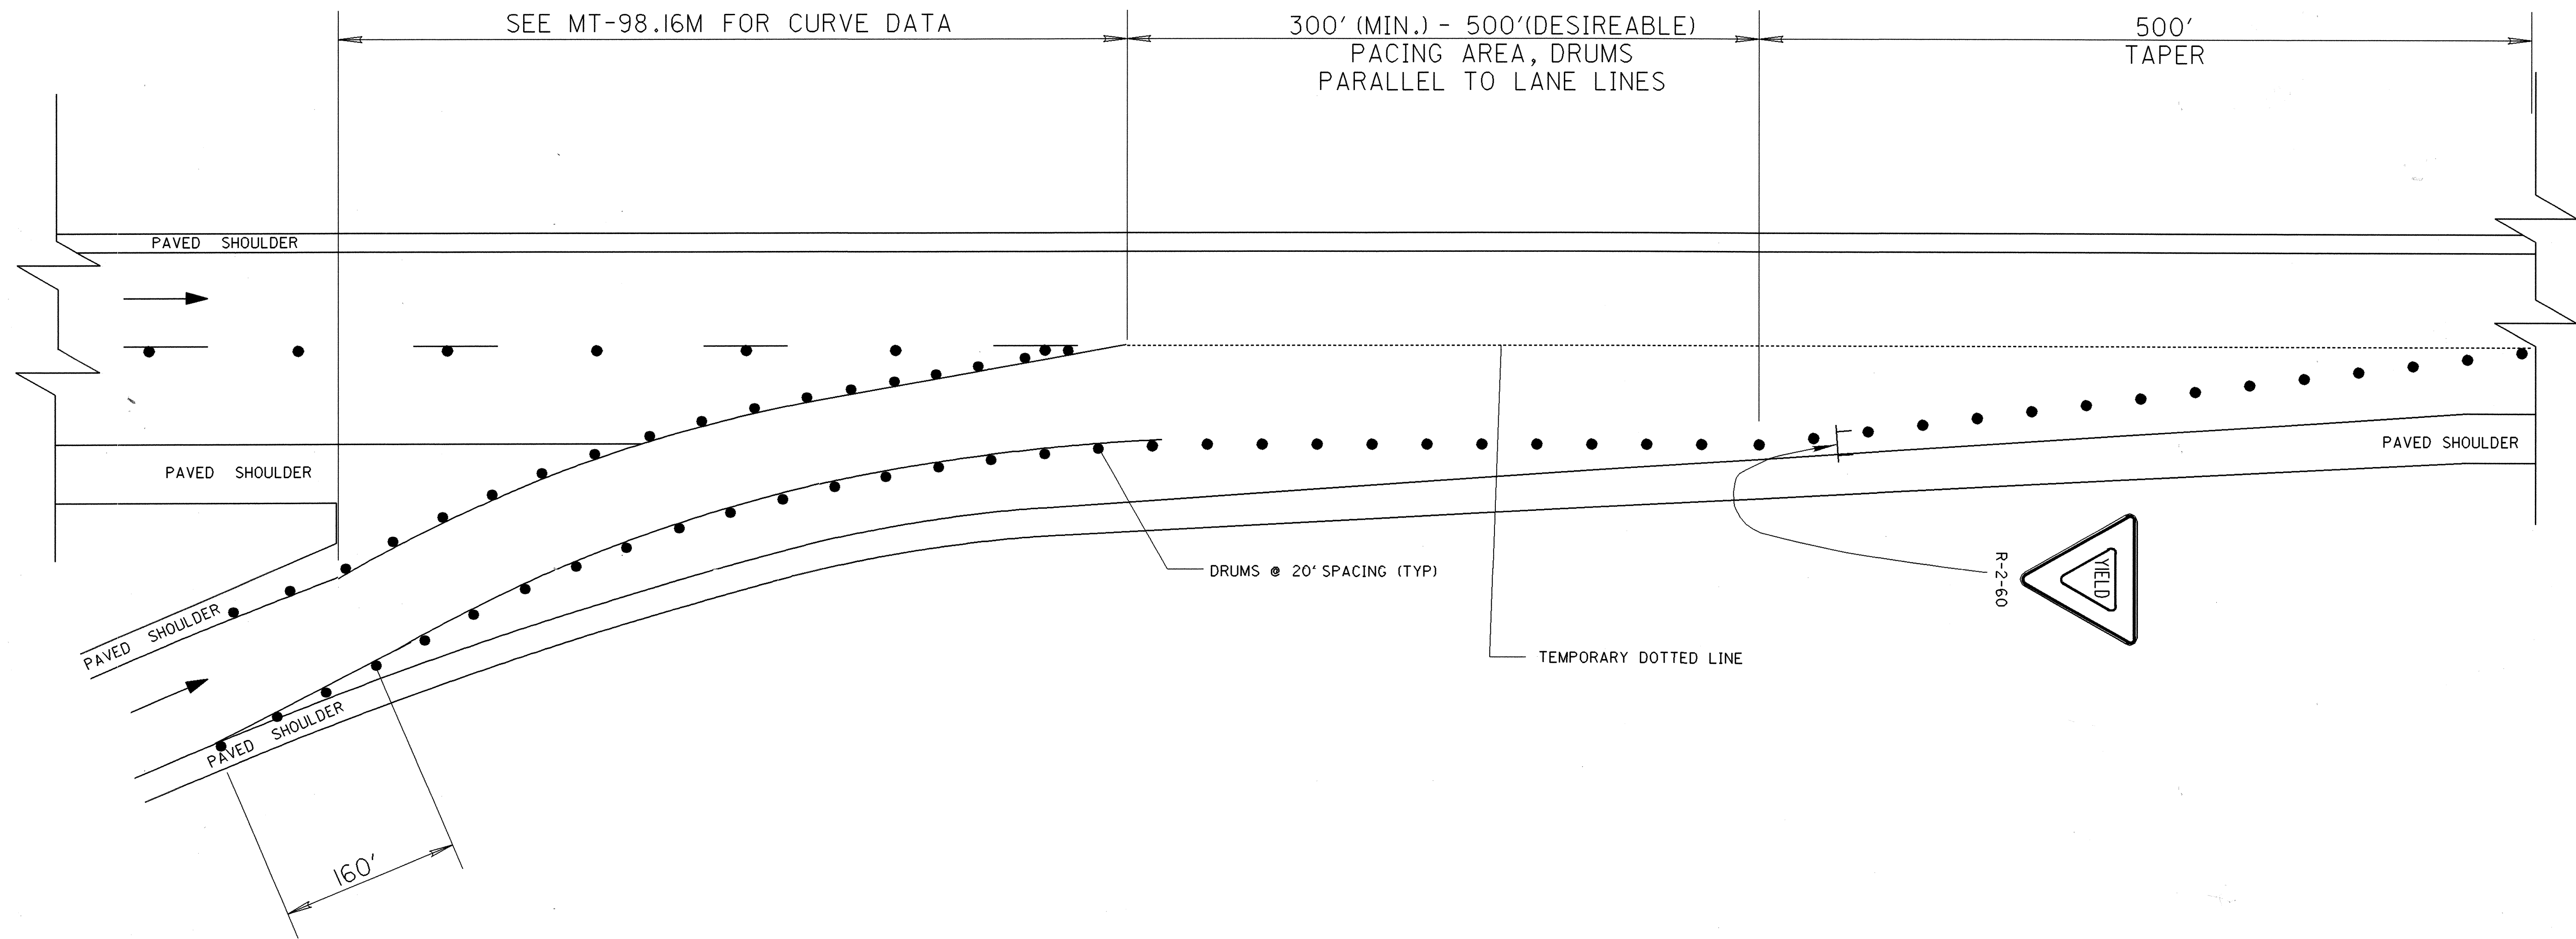 SEE MT-98.16M FOR CURVE DATA
300' (MIN.) - 500'(DESIREABLE)
PACING AREA, DRUMS
PARALLEL TO LANE LINES
500'
TAPER
PAVED SHOULDER
PAVED SHOULDER
PAVED SHOULDER
PAVED SHOULDER
PAVED SHOULDER
DRUMS @ 20' SPACING (TYP)
TEMPORARY DOTTED LINE
R-2-60
YIELD
160'